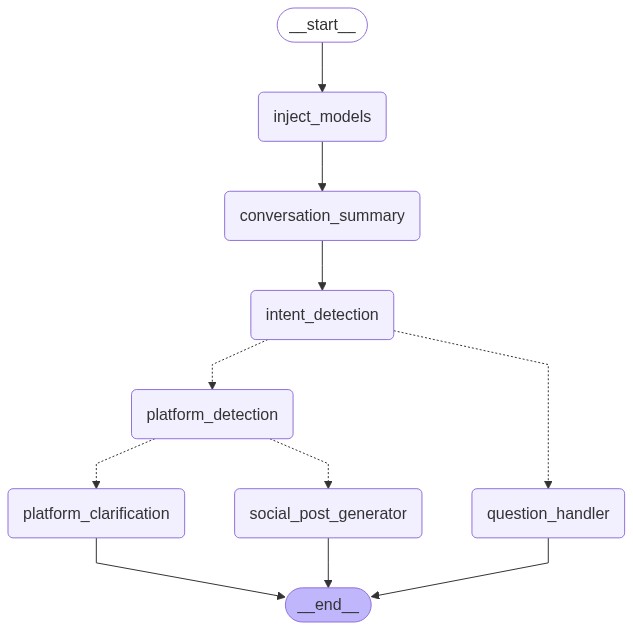 __start__
inject_models
conversation_summary
intent_detection
platform_detection
platform_clarification
social_post_generator
question_handler
__end__